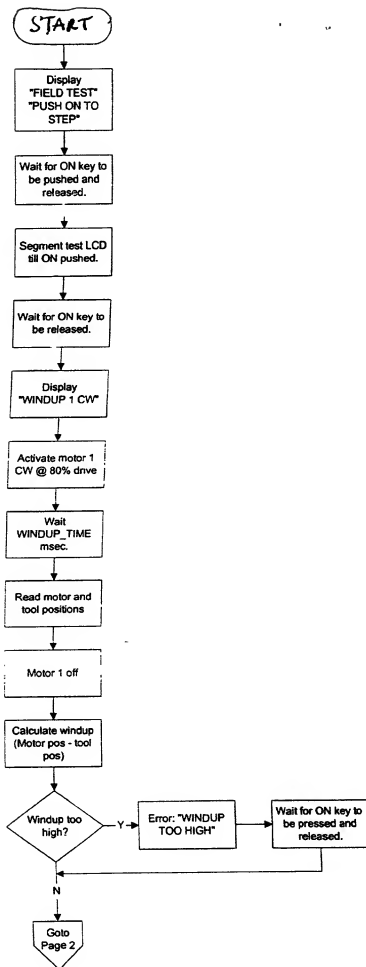 START
Display
"FIELD TEST"
"PUSH ON TO
STEP"
Wait for ON key to
be pushed and
released.
Segment test LCD
till ON pushed.
Wait for ON key to
be released.
Display
"WINDUP 1 CW"
Activate motor 1
CW @ 80% drive
Wait
WINDUP_TIME
msec.
Read motor and
tool positions
Motor 1 off
Calculate windup
(Motor pos - tool
pos)
Windup too
high?
Y
Error: "WINDUP
TOO HIGH"
Wait for ON key to
be pressed and
released.
N
Goto
Page 2